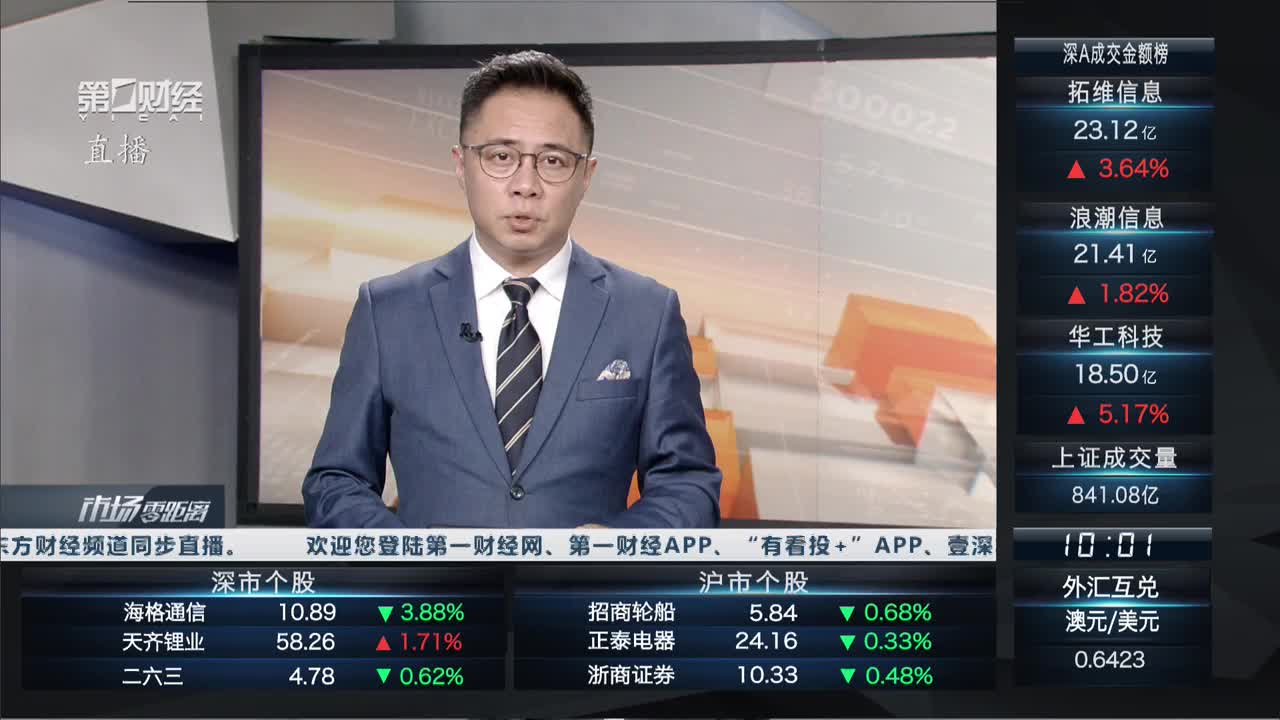 第一财经
YICAI
直播
300022
市场零距离
东方财经频道同步直播。 欢迎您登陆第一财经网、第一财经APP、“有看投+”APP、壹深
深市个股
海格通信 10.89 ▼3.88%
天齐锂业 58.26 ▲1.71%
二六三 4.78 ▼0.62%
沪市个股
招商轮船 5.84 ▼0.68%
正泰电器 24.16 ▼0.33%
浙商证券 10.33 ▼0.48%
深A成交金额榜
拓维信息
23.12亿
▲ 3.64%
浪潮信息
21.41亿
▲ 1.82%
华工科技
18.50亿
▲ 5.17%
上证成交量
841.08亿
10:01
外汇互兑
澳元/美元
0.6423